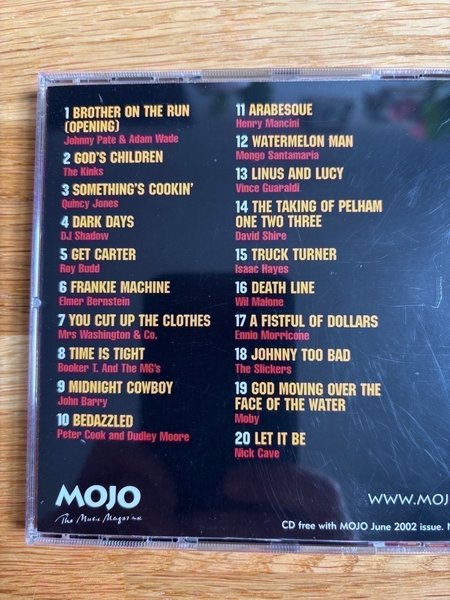 1 BROTHER ON THE RUN
(OPENING)
Johnny Pate & Adam Wade
2 GOD'S CHILDREN
The Kinks
3 SOMETHING'S COOKIN'
Quincy Jones
4 DARK DAYS
DJ Shadow
5 GET CARTER
Roy Budd
6 FRANKIE MACHINE
Elmer Bernstein
7 YOU CUT UP THE CLOTHES
Mrs Washington & Co.
8 TIME IS TIGHT
Booker T. And The MG's
9 MIDNIGHT COWBOY
John Barry
10 BEDAZZLED
Peter Cook and Dudley Moore
11 ARABESQUE
Henry Mancini
12 WATERMELON MAN
Mongo Santamaria
13 LINUS AND LUCY
Vince Guaraldi
14 THE TAKING OF PELHAM
ONE TWO THREE
David Shire
15 TRUCK TURNER
Isaac Hayes
16 DEATH LINE
Wil Malone
17 A FISTFUL OF DOLLARS
Ennio Morricone
18 JOHNNY TOO BAD
The Slickers
19 GOD MOVING OVER THE
FACE OF THE WATER
Moby
20 LET IT BE
Nick Cave
MOJO
The Music Magazine
WWW.MOJ
CD free with MOJO June 2002 issue. N